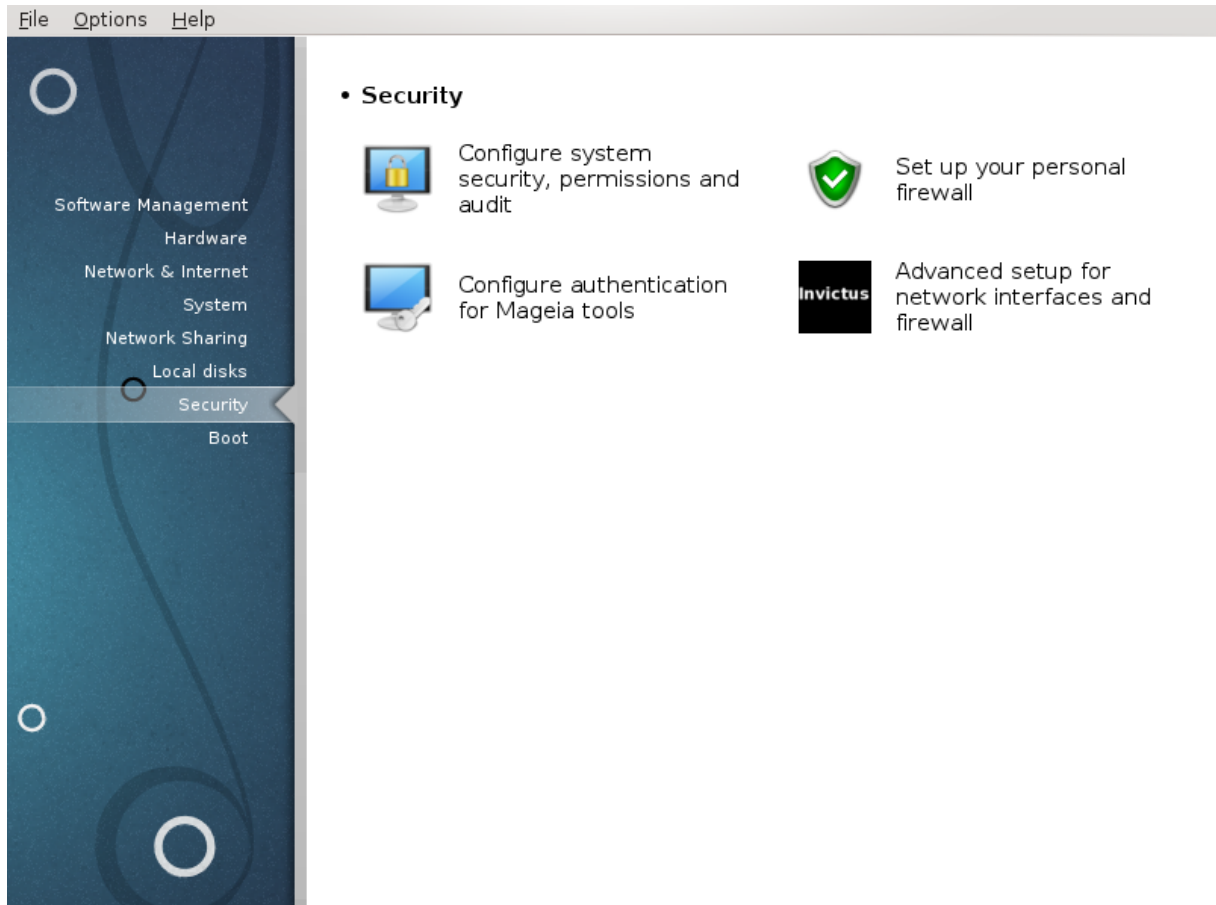 File Options Help
Software Management
Hardware
Network & Internet
System
Network Sharing
Local disks
Security
Boot
• Security
Configure system
security, permissions and
audit
Set up your personal
firewall
Configure authentication
for Mageia tools
Invictus
Advanced setup for
network interfaces and
firewall